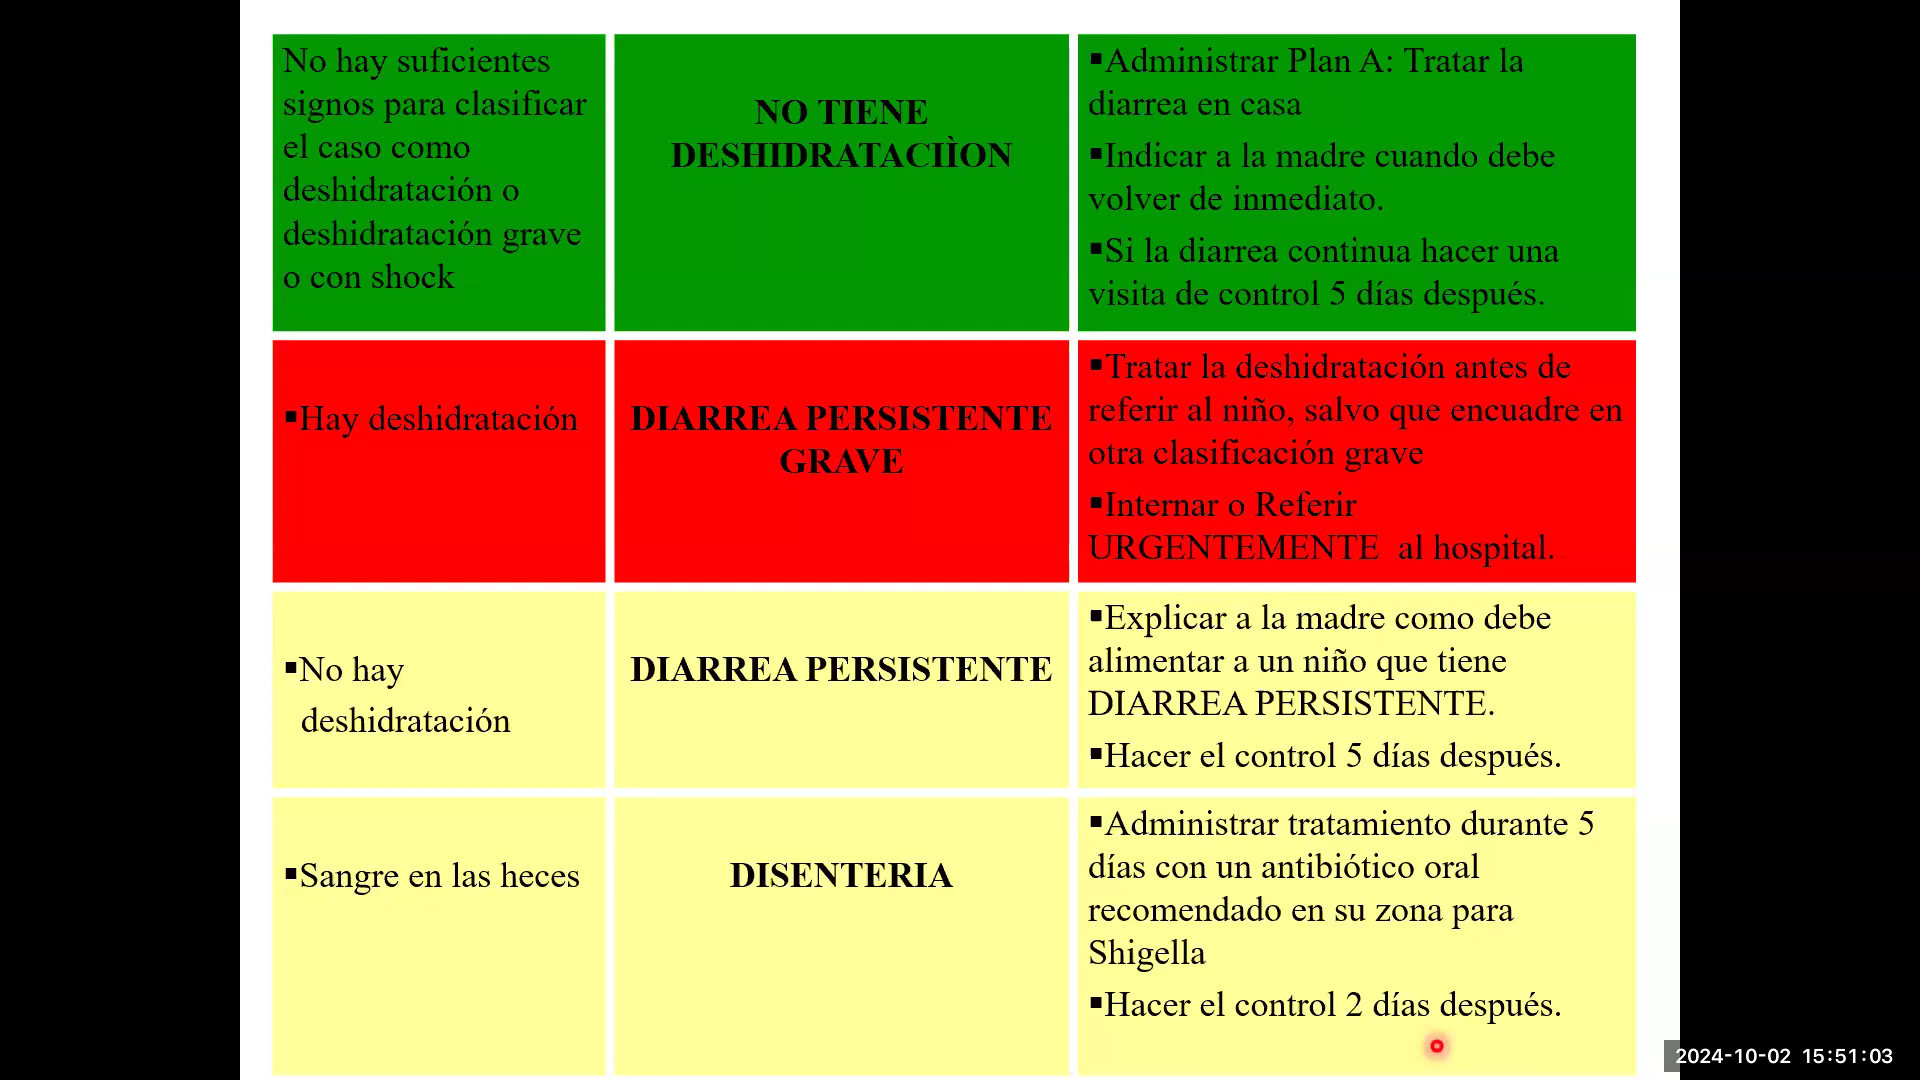 No hay suficientes
signos para clasificar
el caso como
deshidratación o
deshidratación grave
o con shock
NO TIENE
DESHIDRATACIÌON
▪Administrar Plan A: Tratar la
diarrea en casa
▪Indicar a la madre cuando debe
volver de inmediato.
▪Si la diarrea continua hacer una
visita de control 5 días después.
▪Hay deshidratación
DIARREA PERSISTENTE
GRAVE
▪Tratar la deshidratación antes de
referir al niño, salvo que encuadre en
otra clasificación grave
▪Internar o Referir
URGENTEMENTE  al hospital.
▪No hay
deshidratación
DIARREA PERSISTENTE
▪Explicar a la madre como debe
alimentar a un niño que tiene
DIARREA PERSISTENTE.
▪Hacer el control 5 días después.
▪Sangre en las heces
DISENTERIA
▪Administrar tratamiento durante 5
días con un antibiótico oral
recomendado en su zona para
Shigella
▪Hacer el control 2 días después.
2024-10-02 15:51:03